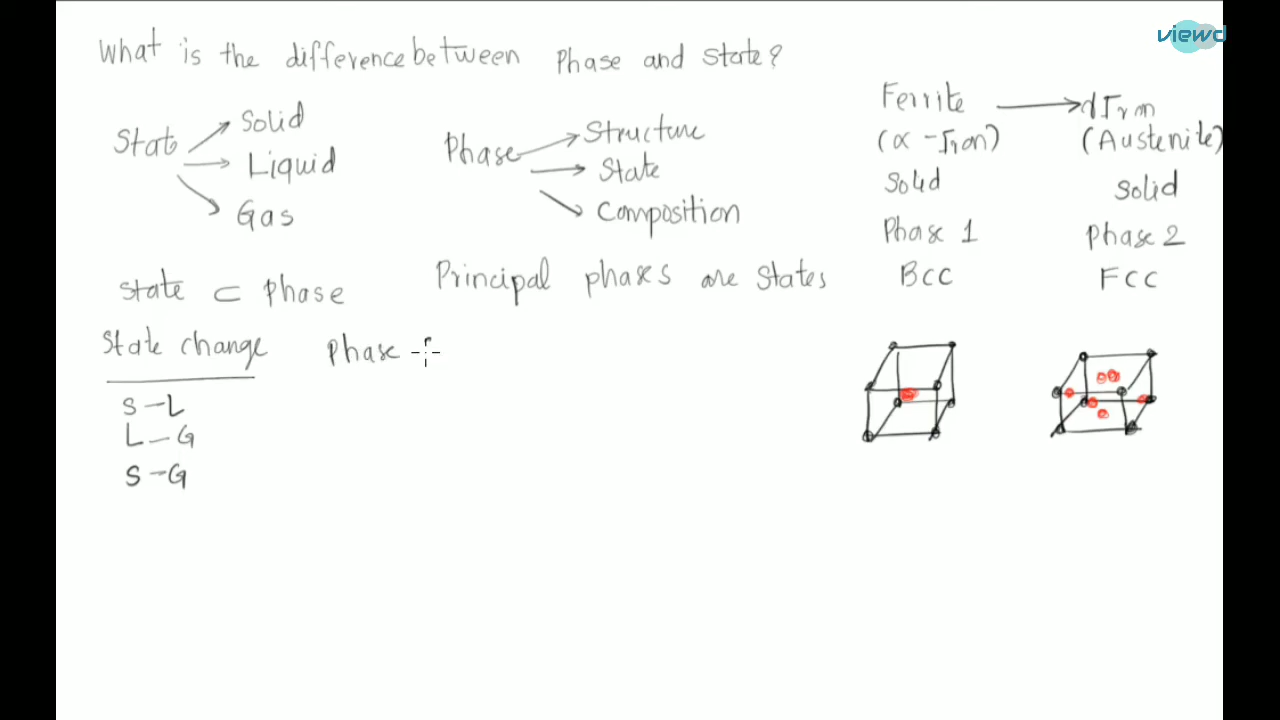 viewd
What is the difference between Phase and State?
State
Solid
Liquid
Gas
Phase
Structure
State
Composition
State ⊂ Phase
Principal phases are States
Ferrite
(α - Iron)
Solid
Phase 1
BCC
Iron
(Austenite)
Solid
Phase 2
FCC
State change
S - L
L - G
S - G
Phase